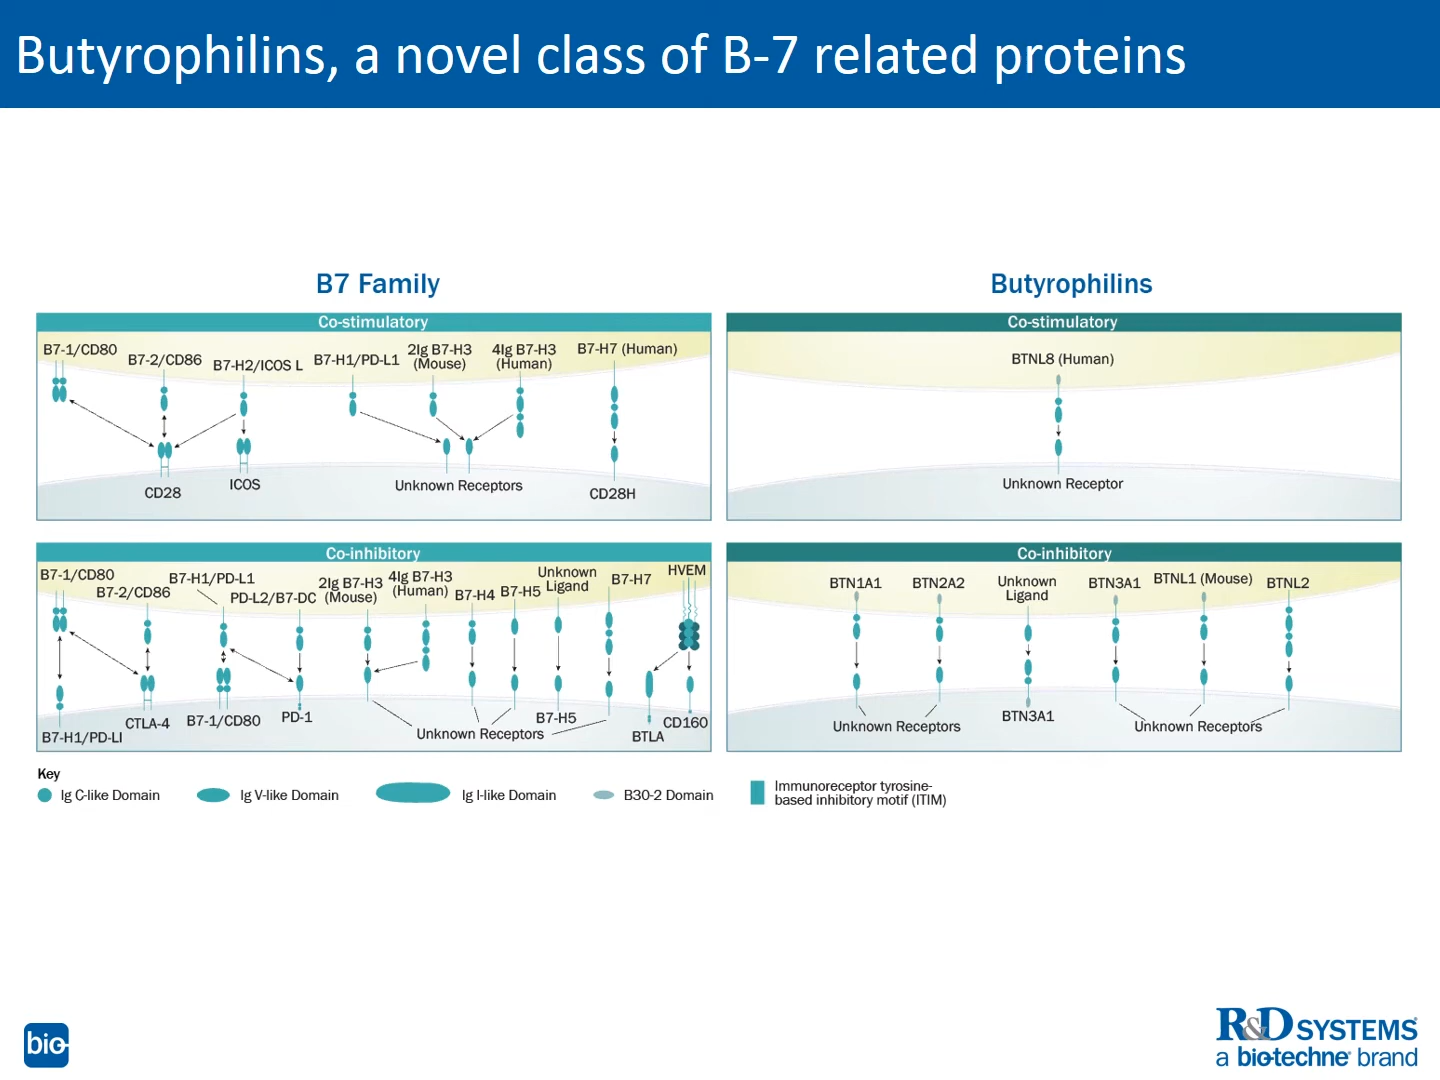 Butyrophilins, a novel class of B-7 related proteins
B7 Family
Co-stimulatory
B7-1/CD80
B7-2/CD86
B7-H2/ICOS L
B7-H1/PD-L1
2Ig B7-H3
(Mouse)
4Ig B7-H3
(Human)
B7-H7 (Human)
CD28
ICOS
Unknown Receptors
CD28H
Butyrophilins
Co-stimulatory
BTNL8 (Human)
Unknown Receptor
Co-inhibitory
B7-1/CD80
B7-2/CD86
B7-H1/PD-L1
PD-L2/B7-DC
2Ig B7-H3
(Mouse)
4Ig B7-H3
(Human)
B7-H4
B7-H5
Unknown
Ligand
B7-H7
HVEM
B7-H1/PD-LI
CTLA-4
B7-1/CD80
PD-1
Unknown Receptors
B7-H5
BTLA
CD160
Co-inhibitory
BTN1A1
BTN2A2
Unknown
Ligand
BTN3A1
BTNL1 (Mouse)
BTNL2
Unknown Receptors
BTN3A1
Unknown Receptors
Key
Ig C-like Domain
Ig V-like Domain
Ig I-like Domain
B30-2 Domain
Immunoreceptor tyrosine-
based inhibitory motif (ITIM)
bio
R&D SYSTEMS
a bio-techne brand